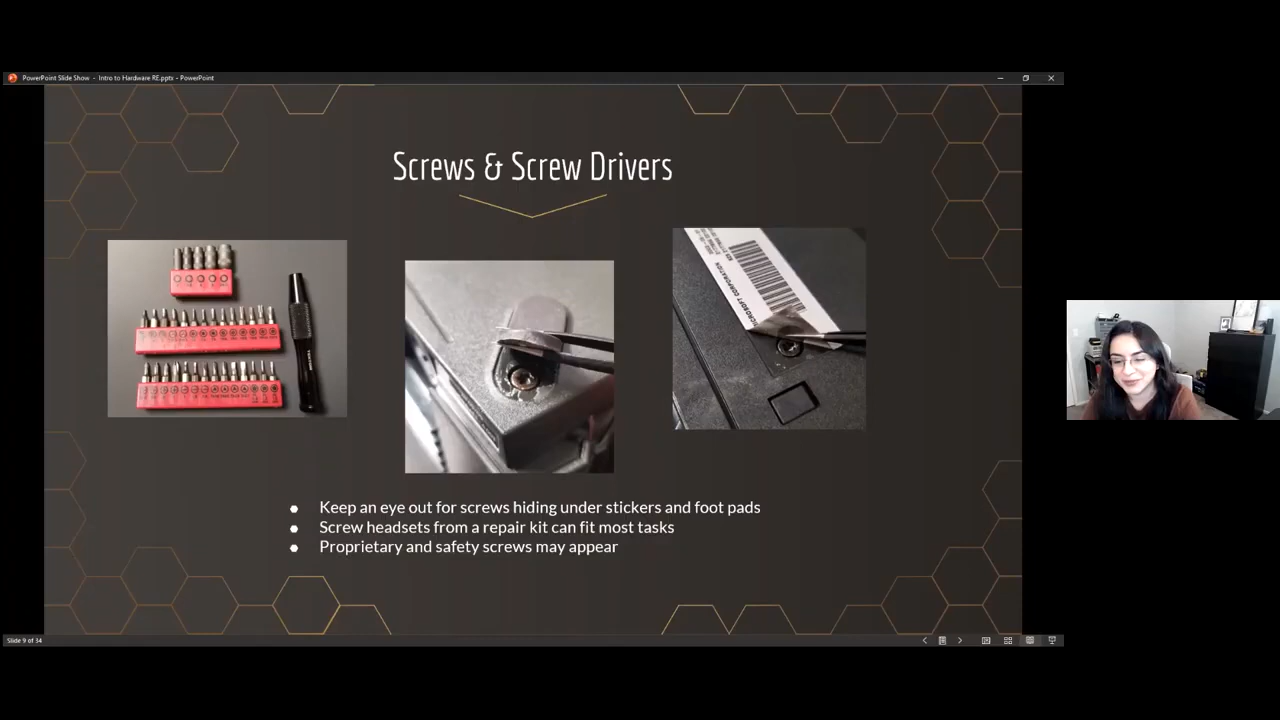 PowerPoint Slide Show - Intro to Hardware RE.pptx - PowerPoint
Screws & Screw Drivers
MICROSOFT CORPORATION
Keep an eye out for screws hiding under stickers and foot pads
Screw headsets from a repair kit can fit most tasks
Proprietary and safety screws may appear
Slide 9 of 34